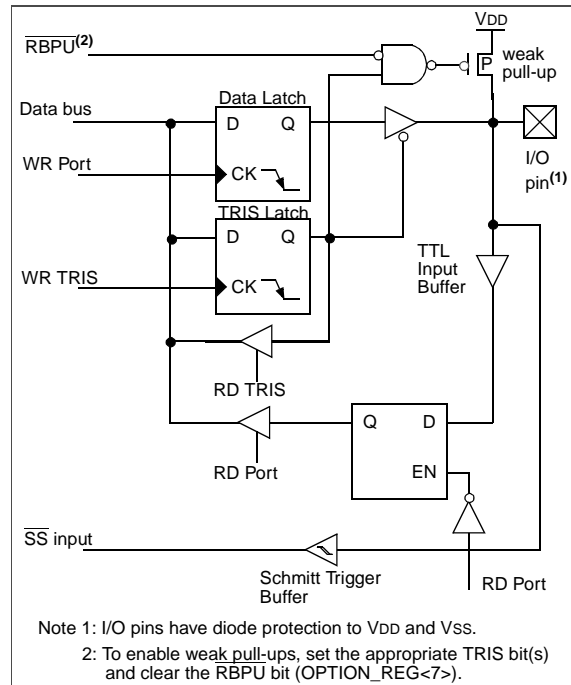 VDD
RBPU(2)
P
weak
pull-up
Data bus
Data Latch
D Q
WR Port
CK
I/O
pin(1)
TRIS Latch
D Q
WR TRIS
CK
TTL
Input
Buffer
RD TRIS
Q D
RD Port
EN
SS input
Schmitt Trigger
Buffer
RD Port
Note 1: I/O pins have diode protection to VDD and VSS.
2: To enable weak pull-ups, set the appropriate TRIS bit(s)
and clear the RBPU bit (OPTION_REG<7>).